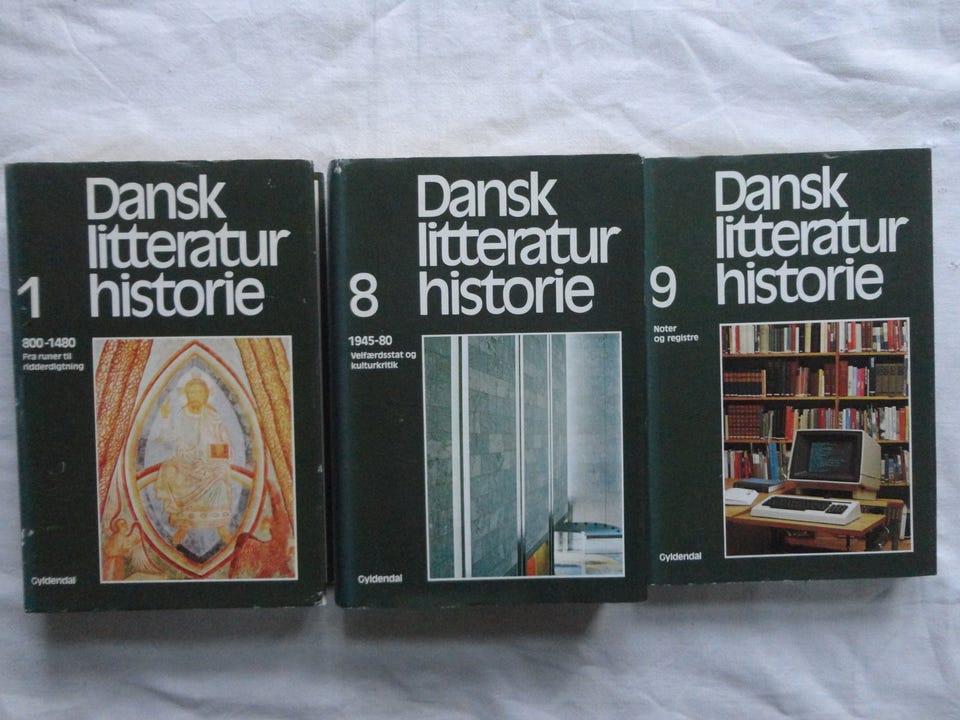 Dansk
litteratur
historie
1
800-1480
Fra runer til
ridderdigtning
Gyldendal
Dansk
litteratur
historie
8
1945-80
Velfærdsstat og
kulturkritik
Gyldendal
Dansk
litteratur
historie
9
Noter
og registre
Gyldendal